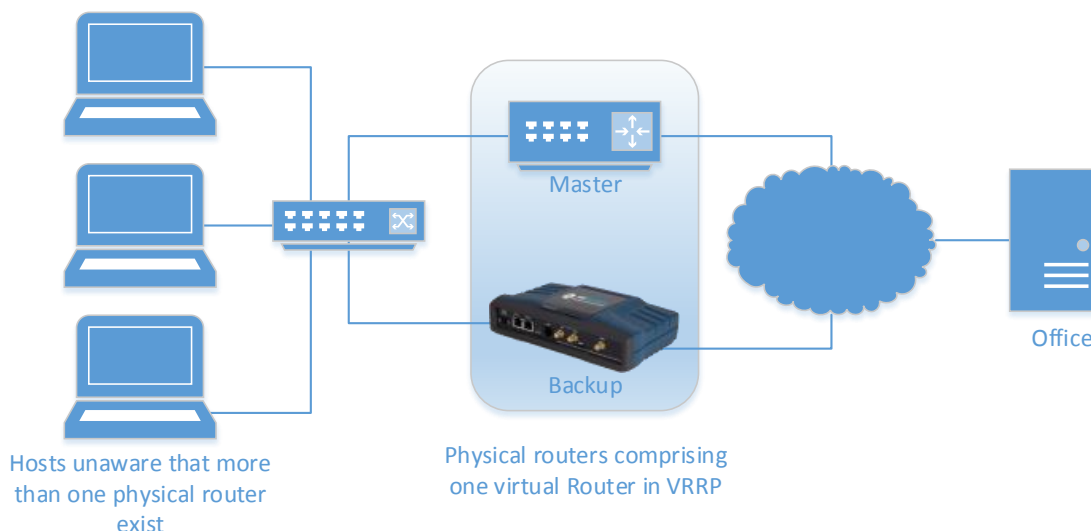 Master
Backup
Office
Hosts unaware that more
than one physical router
exist
Physical routers comprising
one virtual Router in VRRP